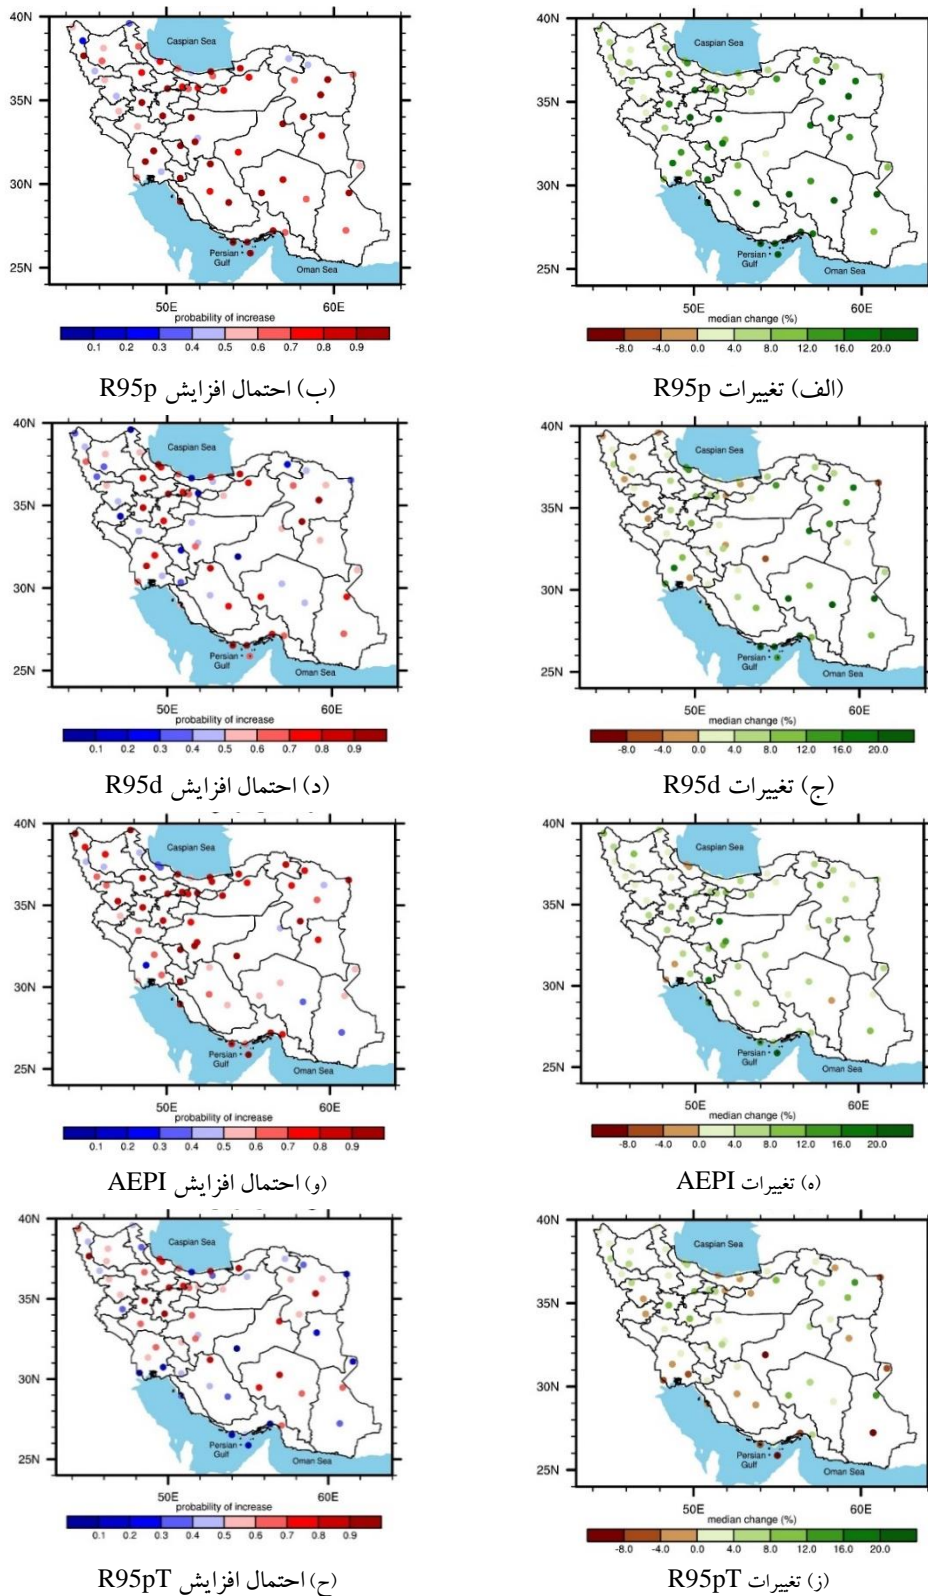 40N
35N
30N
25N
50E
60E
Caspian Sea
Persian
Gulf
Oman Sea
probability of increase
0.1 0.2 0.3 0.4 0.5 0.6 0.7 0.8 0.9
(ب) احتمال افزایش R95p
40N
35N
30N
25N
50E
60E
Caspian Sea
Persian
Gulf
Oman Sea
median change (%)
-8.0 -4.0 0.0 4.0 8.0 12.0 16.0 20.0
(الف) تغییرات R95p
40N
35N
30N
25N
50E
60E
Caspian Sea
Persian
Gulf
Oman Sea
probability of increase
0.1 0.2 0.3 0.4 0.5 0.6 0.7 0.8 0.9
(د) احتمال افزایش R95d
40N
35N
30N
25N
50E
60E
Caspian Sea
Persian
Gulf
Oman Sea
median change (%)
-8.0 -4.0 0.0 4.0 8.0 12.0 16.0 20.0
(ج) تغییرات R95d
40N
35N
30N
25N
50E
60E
Caspian Sea
Persian
Gulf
Oman Sea
probability of increase
0.1 0.2 0.3 0.4 0.5 0.6 0.7 0.8 0.9
(و) احتمال افزایش AEPI
40N
35N
30N
25N
50E
60E
Caspian Sea
Persian
Gulf
Oman Sea
median change (%)
-8.0 -4.0 0.0 4.0 8.0 12.0 16.0 20.0
(ه) تغییرات AEPI
40N
35N
30N
25N
50E
60E
Caspian Sea
Persian
Gulf
Oman Sea
probability of increase
0.1 0.2 0.3 0.4 0.5 0.6 0.7 0.8 0.9
(ح) احتمال افزایش R95pT
40N
35N
30N
25N
50E
60E
Caspian Sea
Persian
Gulf
Oman Sea
median change (%)
-8.0 -4.0 0.0 4.0 8.0 12.0 16.0 20.0
(ز) تغییرات R95pT